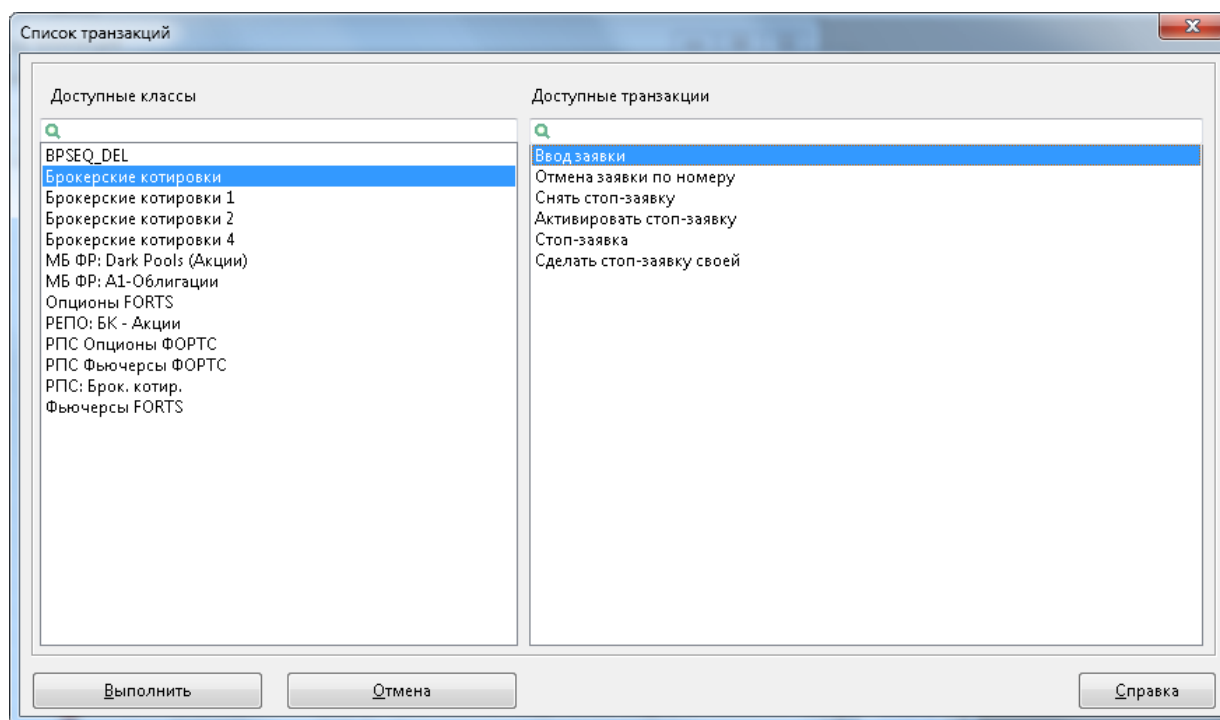 Список транзакций
Доступные классы
Доступные транзакции
BPSEQ_DEL
Брокерские котировки
Брокерские котировки 1
Брокерские котировки 2
Брокерские котировки 4
МБ ФР: Dark Pools (Акции)
МБ ФР: А1-Облигации
Опционы FORTS
РЕПО: БК - Акции
РПС Опционы ФОРТС
РПС Фьючерсы ФОРТС
РПС: Брок. котир.
Фьючерсы FORTS
Ввод заявки
Отмена заявки по номеру
Снять стоп-заявку
Активировать стоп-заявку
Стоп-заявка
Сделать стоп-заявку своей
Выполнить
Отмена
Справка